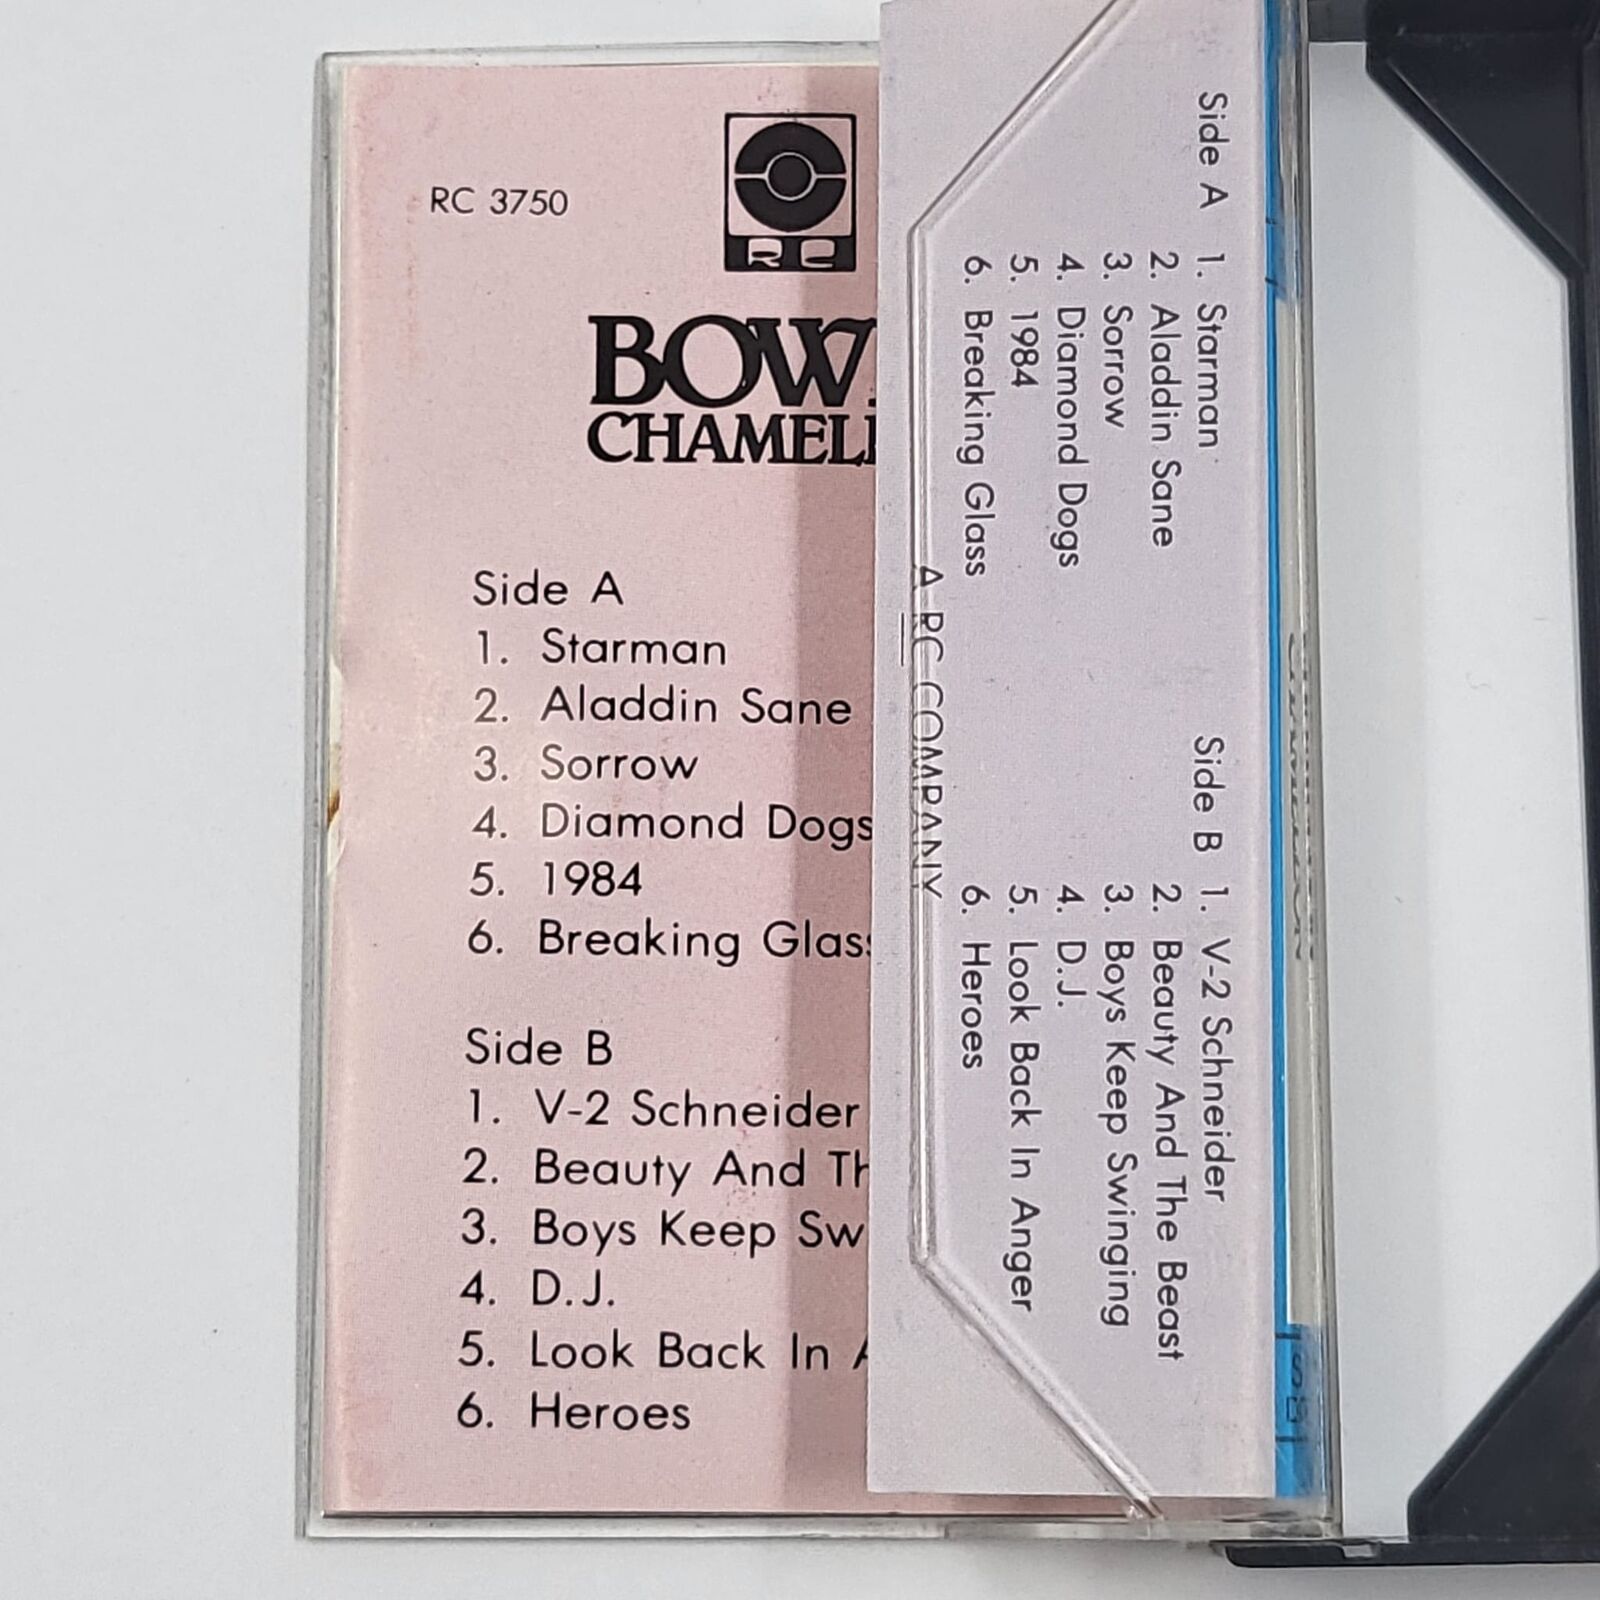 RC 3750
RC
BOW
CHAMEL
Side A
1. Starman
2. Aladdin Sane
3. Sorrow
4. Diamond Dogs
5. 1984
6. Breaking Glas
Side B
1. V-2 Schneider
2. Beauty And Th
3. Boys Keep Sw
4. D.J.
5. Look Back In A
6. Heroes
Side A 1. Starman
2. Aladdin Sane
3. Sorrow
4. Diamond Dogs
5. 1984
6. Breaking Glass
Side B 1. V-2 Schneider
2. Beauty And The Beast
3. Boys Keep Swinging
4. D.J.
5. Look Back In Anger
6. Heroes
A RC COMPANY